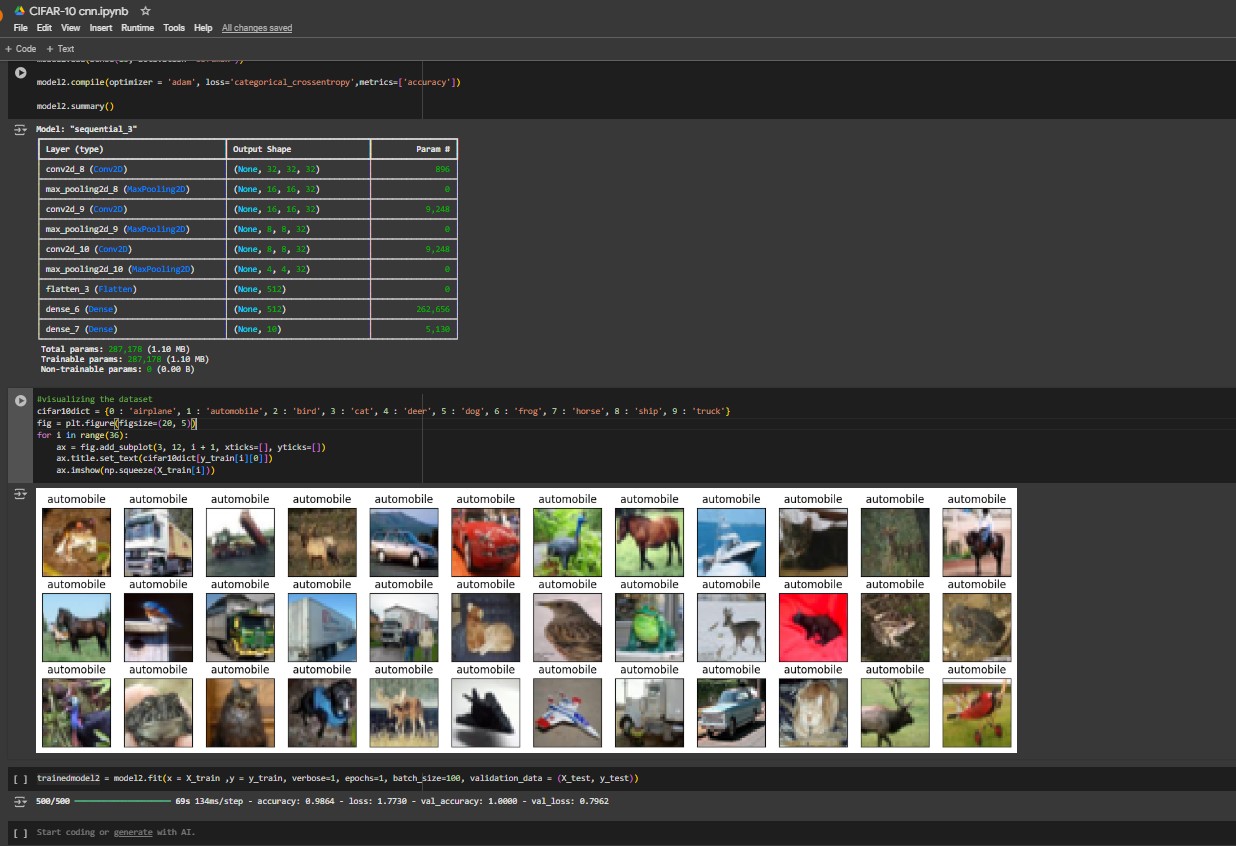 CIFAR-10 cnn.ipynb
File Edit View Insert Runtime Tools Help All changes saved
+ Code + Text
model2.compile(optimizer = 'adam', loss='categorical_crossentropy',metrics=['accuracy'])
model2.summary()
Model: "sequential_3"
Layer (type) Output Shape Param #
conv2d_8 (Conv2D) (None, 32, 32, 32) 896
max_pooling2d_8 (MaxPooling2D) (None, 16, 16, 32) 0
conv2d_9 (Conv2D) (None, 16, 16, 32) 9,248
max_pooling2d_9 (MaxPooling2D) (None, 8, 8, 32) 0
conv2d_10 (Conv2D) (None, 8, 8, 32) 9,248
max_pooling2d_10 (MaxPooling2D) (None, 4, 4, 32) 0
flatten_3 (Flatten) (None, 512) 0
dense_6 (Dense) (None, 512) 262,656
dense_7 (Dense) (None, 10) 5,130
Total params: 287,178 (1.10 MB)
Trainable params: 287,178 (1.10 MB)
Non-trainable params: 0 (0.00 B)
#visualizing the dataset
cifar10dict = {0 : 'airplane', 1 : 'automobile', 2 : 'bird', 3 : 'cat', 4 : 'deer', 5 : 'dog', 6 : 'frog', 7 : 'horse', 8 : 'ship', 9 : 'truck'}
fig = plt.figure(figsize=(20, 5))
for i in range(36):
ax = fig.add_subplot(3, 12, i + 1, xticks=[], yticks=[])
ax.title.set_text(cifar10dict[y_train[i][0]])
ax.imshow(np.squeeze(X_train[i]))
automobile automobile automobile automobile automobile automobile automobile automobile automobile automobile automobile automobile
automobile automobile automobile automobile automobile automobile automobile automobile automobile automobile automobile automobile
automobile automobile automobile automobile automobile automobile automobile automobile automobile automobile automobile automobile
[ ] trainedmodel2 = model2.fit(x = X_train ,y = y_train, verbose=1, epochs=1, batch_size=100, validation_data = (X_test, y_test))
500/500 69s 134ms/step - accuracy: 0.9864 - loss: 1.7730 - val_accuracy: 1.0000 - val_loss: 0.7962
[ ] Start coding or generate with AI.